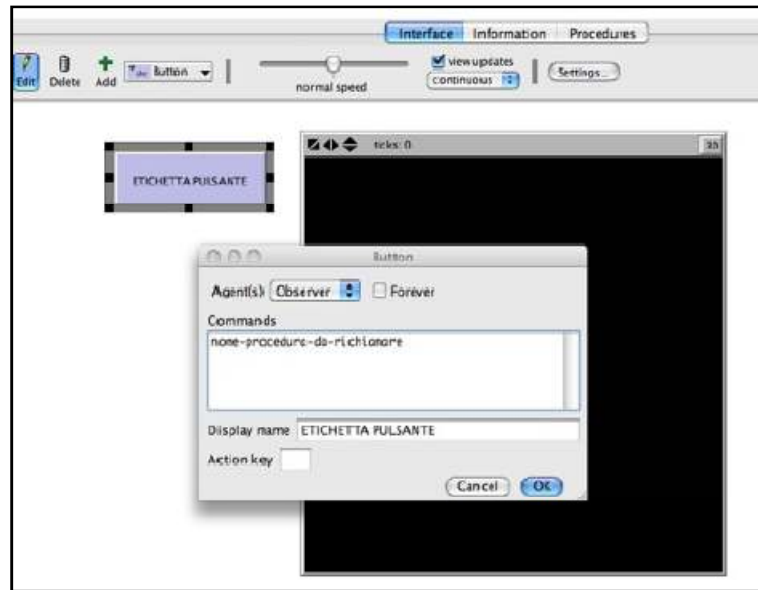 Interface Information Procedures
Edit Delete Add Button normal speed view updates continuous Settings...
ETICHETTA PULSANTE
ticks: 0 3D
Button
Agent(s) Observer Forever
Commands
nome-procedura-da-richiamare
Display name ETICHETTA PULSANTE
Action key
Cancel OK